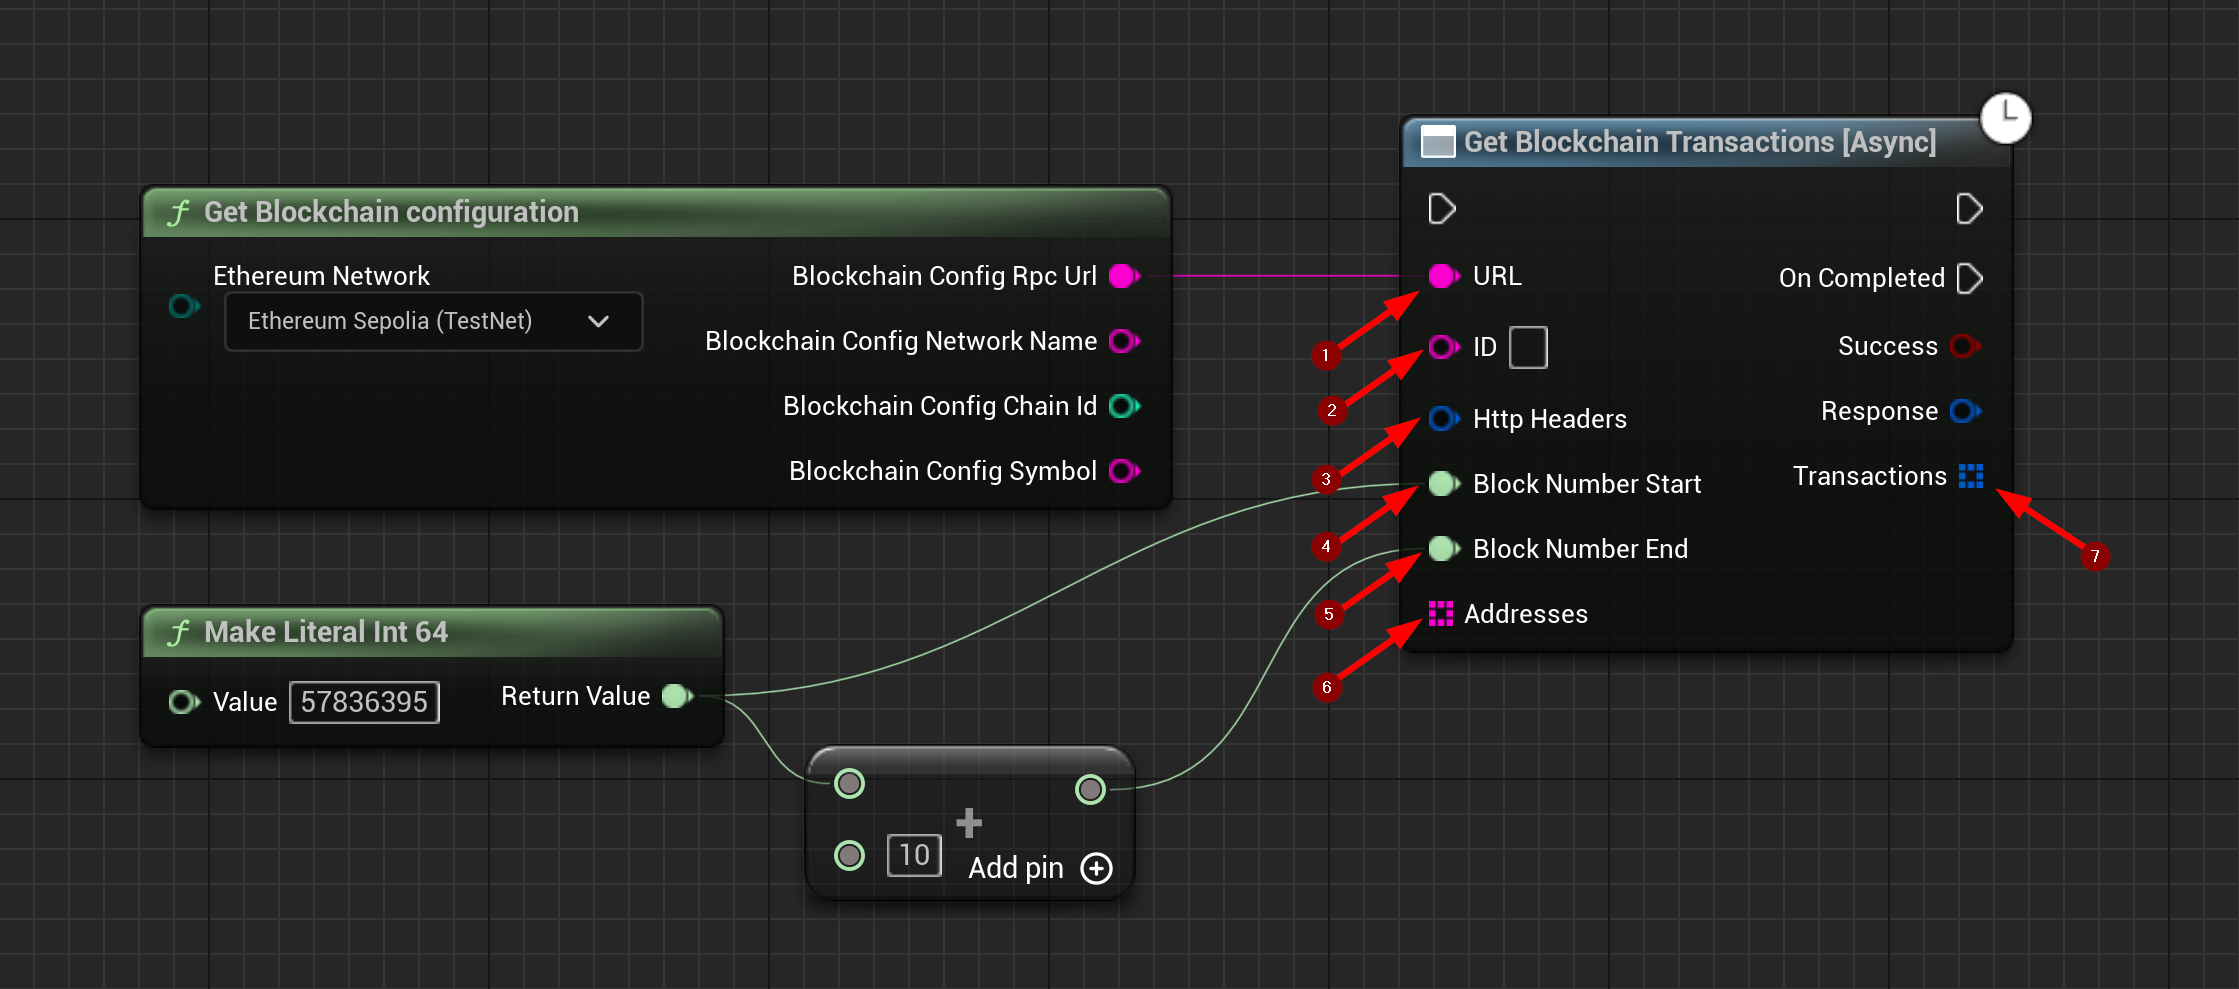 Get Blockchain Transactions [Async]
f Get Blockchain configuration
Ethereum Network
Ethereum Sepolia (TestNet)
Blockchain Config Rpc Url
Blockchain Config Network Name
Blockchain Config Chain Id
Blockchain Config Symbol
URL
ID
Http Headers
Block Number Start
Block Number End
Addresses
On Completed
Success
Response
Transactions
1
2
3
4
5
6
7
f Make Literal Int 64
Value 57836395
Return Value
+
10
Add pin